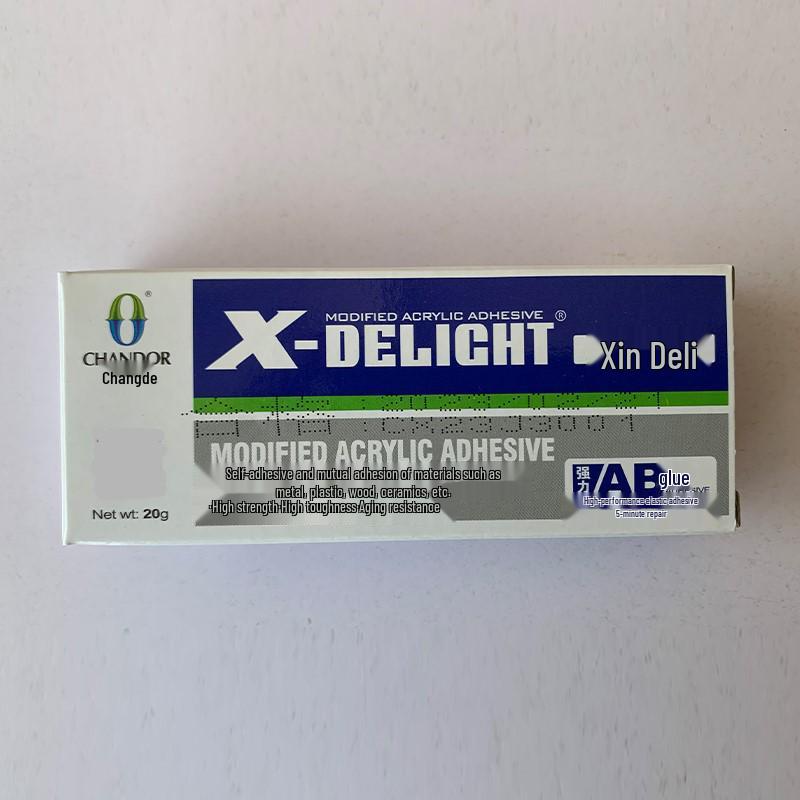 CHANDOR
Changde
Net wt: 20g
MODIFIED ACRYLIC ADHESIVE ®
X-DELIGHT
Xin Deli
MODIFIED ACRYLIC ADHESIVE
Self-adhesive and mutual adhesion of materials such as
metal, plastic, wood, ceramics, etc.
·High strength·High toughness·Aging resistance
强力 AB glue
High-performance elastic adhesive
5-minute repair